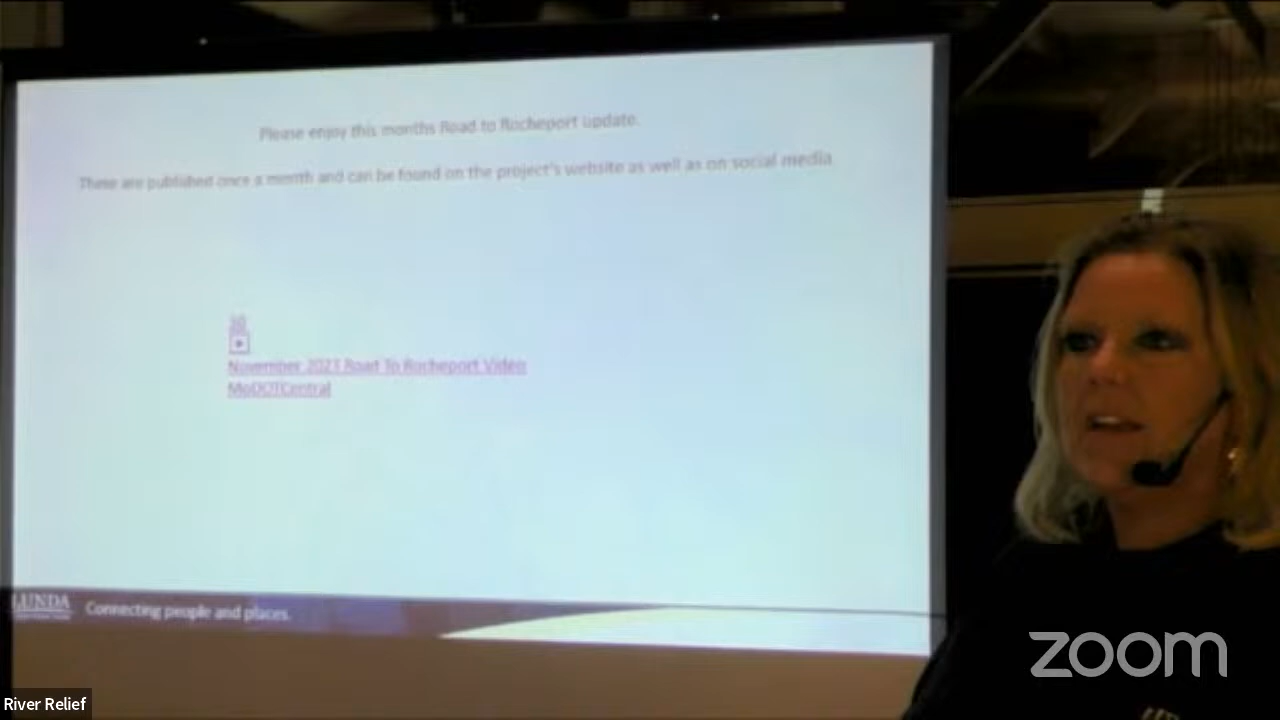 Please enjoy this months Road to Rocheport update.
These are published once a month and can be found on the project's website as well as on social media
November 2023 Road To Rocheport Video
MoDOTCentral
LUNDA
Connecting people and places.
zoom
River Relief